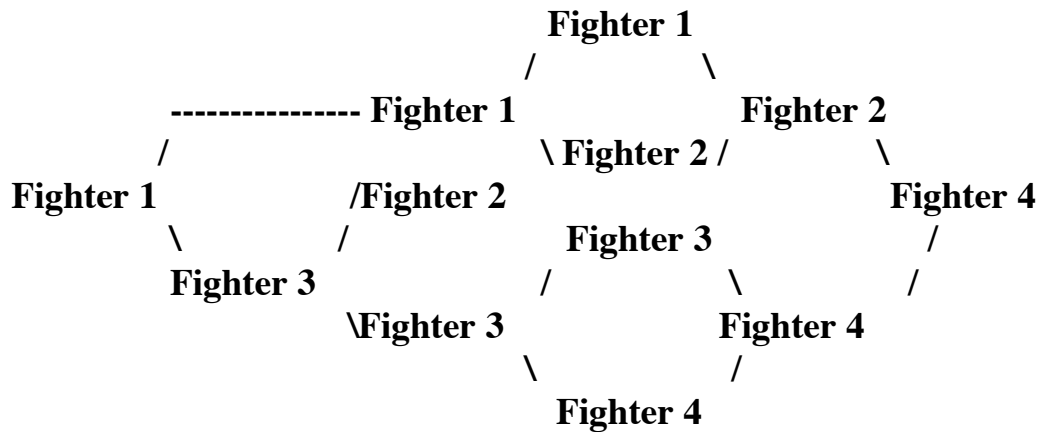 Fighter 1
/ \
---------------- Fighter 1 Fighter 2
/ \ Fighter 2 / \
Fighter 1 /Fighter 2 Fighter 4
\ / Fighter 3 /
Fighter 3 / \ /
\Fighter 3 Fighter 4
\ /
Fighter 4